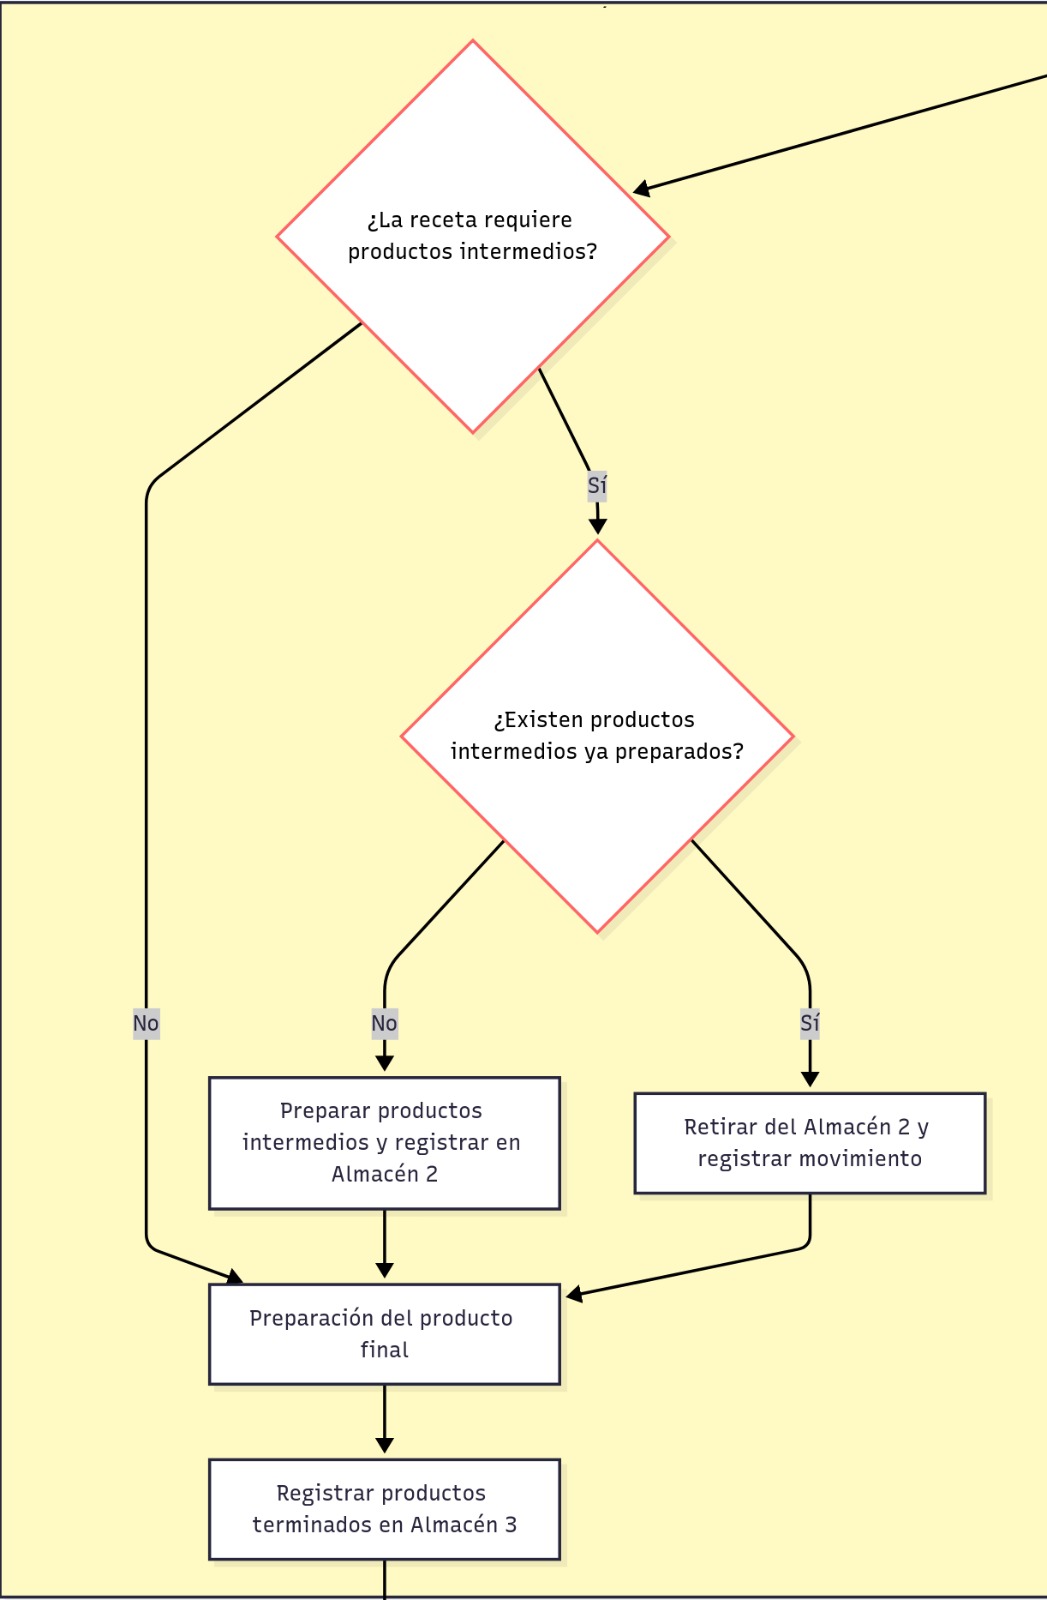 ¿La receta requiere
productos intermedios?
Sí
¿Existen productos
intermedios ya preparados?
No
No
Sí
Preparar productos
intermedios y registrar en
Almacén 2
Retirar del Almacén 2 y
registrar movimiento
Preparación del producto
final
Registrar productos
terminados en Almacén 3